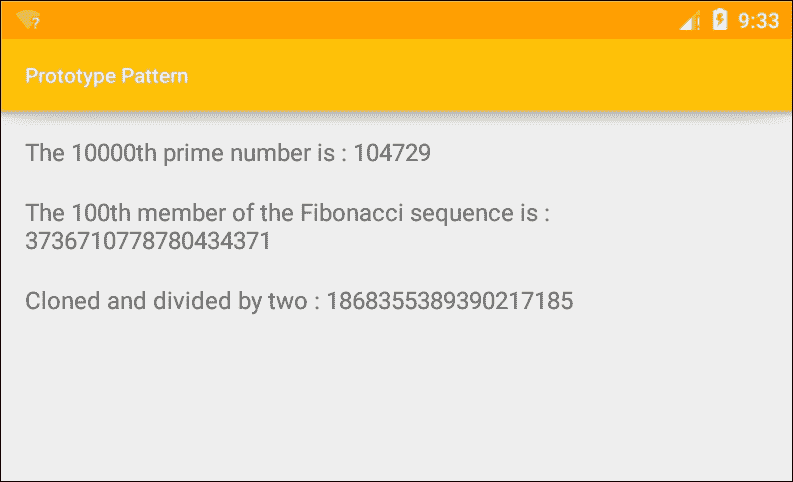 9:33
Prototype Pattern
The 10000th prime number is : 104729
The 100th member of the Fibonacci sequence is :
3736710778780434371
Cloned and divided by two : 1868355389390217185